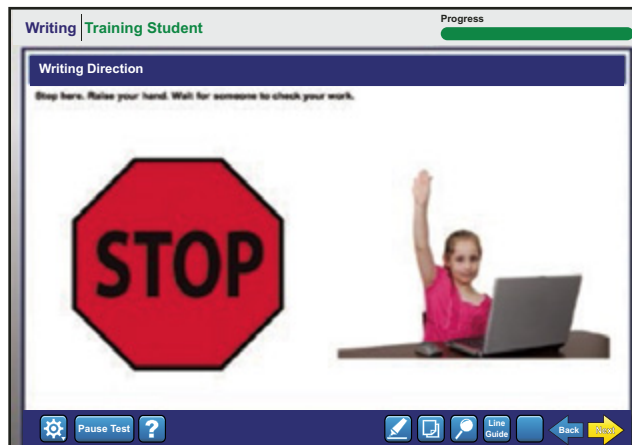 Writing Training Student
Progress
Writing Direction
Stop here. Raise your hand. Wait for someone to check your work.
STOP
Pause Test
?
Line
Guide
Back
Next